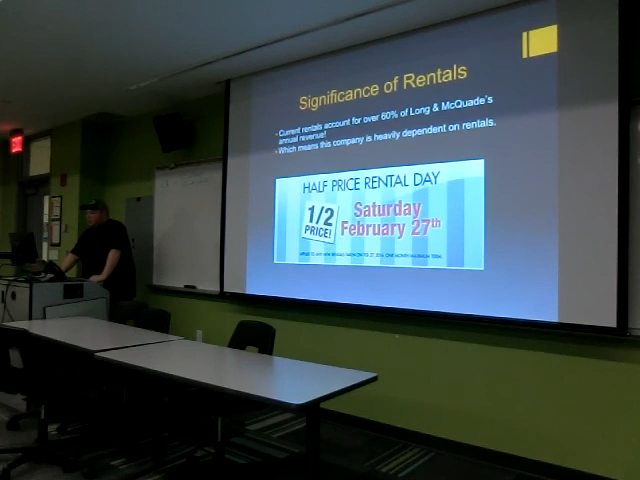 Significance of Rentals
Current rentals account for over 60% of Long & McQuade's
annual revenue!
Which means this company is heavily dependent on rentals.
HALF PRICE RENTAL DAY
1/2
PRICE!
Saturday
February 27th
EXIT